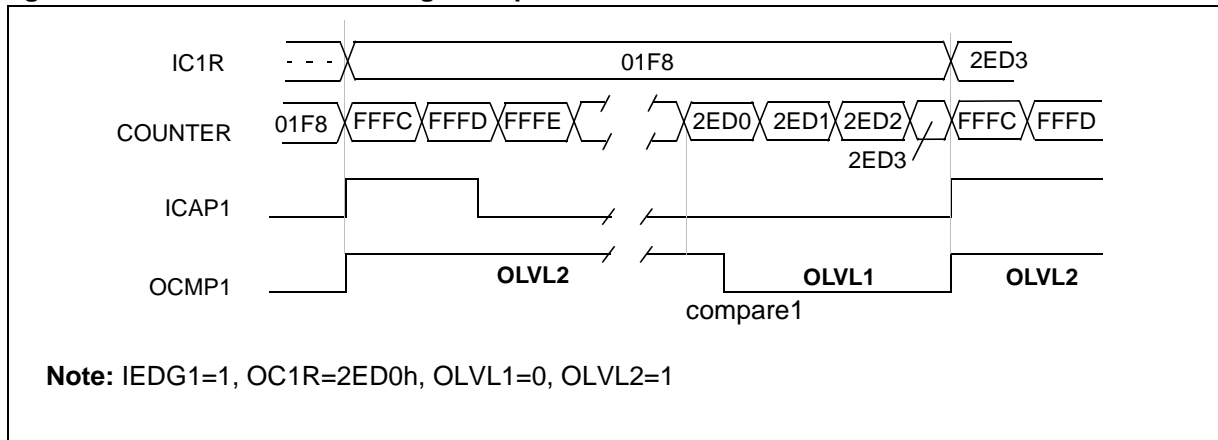 IC1R - - - 01F8 2ED3
COUNTER 01F8 FFFC FFFD FFFE 2ED0 2ED1 2ED2 FFFC FFFD
2ED3
ICAP1
OLVL2 OLVL1 OLVL2
OCMP1
compare1
Note: IEDG1=1, OC1R=2ED0h, OLVL1=0, OLVL2=1